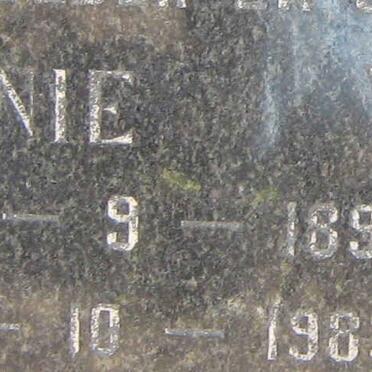 NIE
– 9 – 189
– 10 – 198